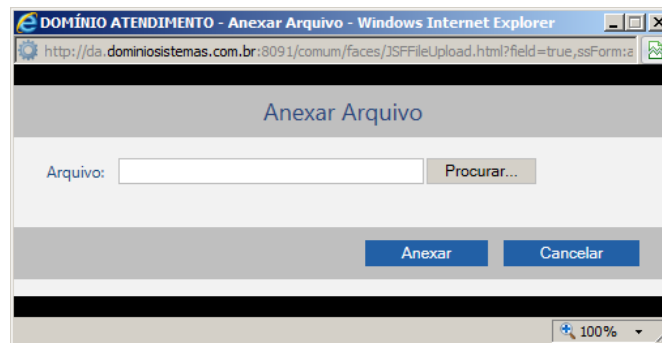 DOMÍNIO ATENDIMENTO - Anexar Arquivo - Windows Internet Explorer
http://da.dominiosistemas.com.br:8091/comum/faces/JSFFileUpload.html?field=true,ssForm:a
Anexar Arquivo
Arquivo: Procurar...
Anexar Cancelar
100%